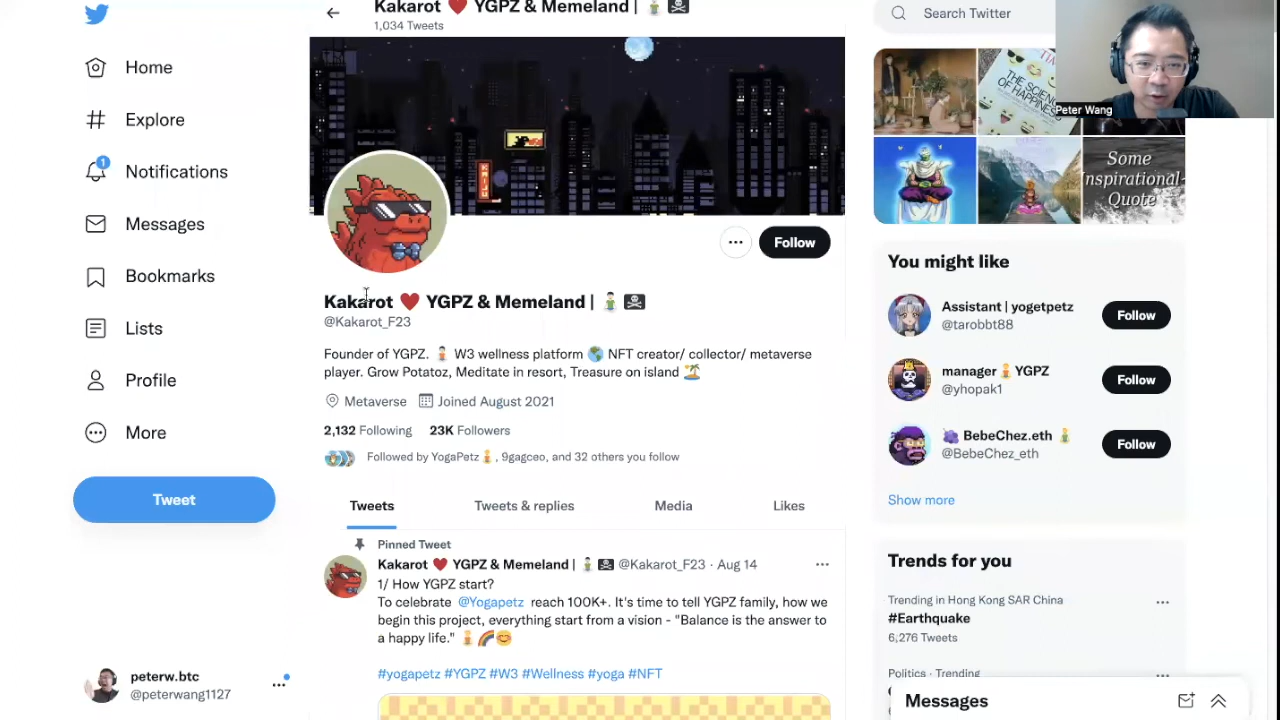 Home
Explore
1
Notifications
Messages
Bookmarks
Lists
Profile
More
Tweet
peterw.btc
@peterwang1127
Kakarot ❤️ YGPZ & Memeland | 🧘‍♂️ 🏴‍☠️
1,034 Tweets
KAIJU
Follow
Kakarot ❤️ YGPZ & Memeland | 🧘‍♂️ 🏴‍☠️
@Kakarot_F23
Founder of YGPZ. 🧘 W3 wellness platform 🌎 NFT creator/ collector/ metaverse
player. Grow Potatoz, Meditate in resort, Treasure on island 🏝️
Metaverse Joined August 2021
2,132 Following 23K Followers
Followed by YogaPetz🧘, 9gagceo, and 32 others you follow
Tweets Tweets & replies Media Likes
Pinned Tweet
Kakarot ❤️ YGPZ & Memeland | 🧘‍♂️ 🏴‍☠️ @Kakarot_F23 · Aug 14
1/ How YGPZ start?
To celebrate @Yogapetz reach 100K+. It's time to tell YGPZ family, how we
begin this project, everything start from a vision - "Balance is the answer to
a happy life." 🧘🌈😊
#yogapetz #YGPZ #W3 #Wellness #yoga #NFT
Search Twitter
Peter Wang
TIM
THE SCIENCE
OF HAPPINESS
Some
Inspirational
Quote
You might like
Assistant | yogetpetz
@tarobbt88
Follow
manager🧘YGPZ
@yhopak1
Follow
🍇 BebeChez.eth 🧘‍♂️
@BebeChez_eth
Follow
Show more
Trends for you
Trending in Hong Kong SAR China
#Earthquake
6,276 Tweets
Politics · Trending
Messages